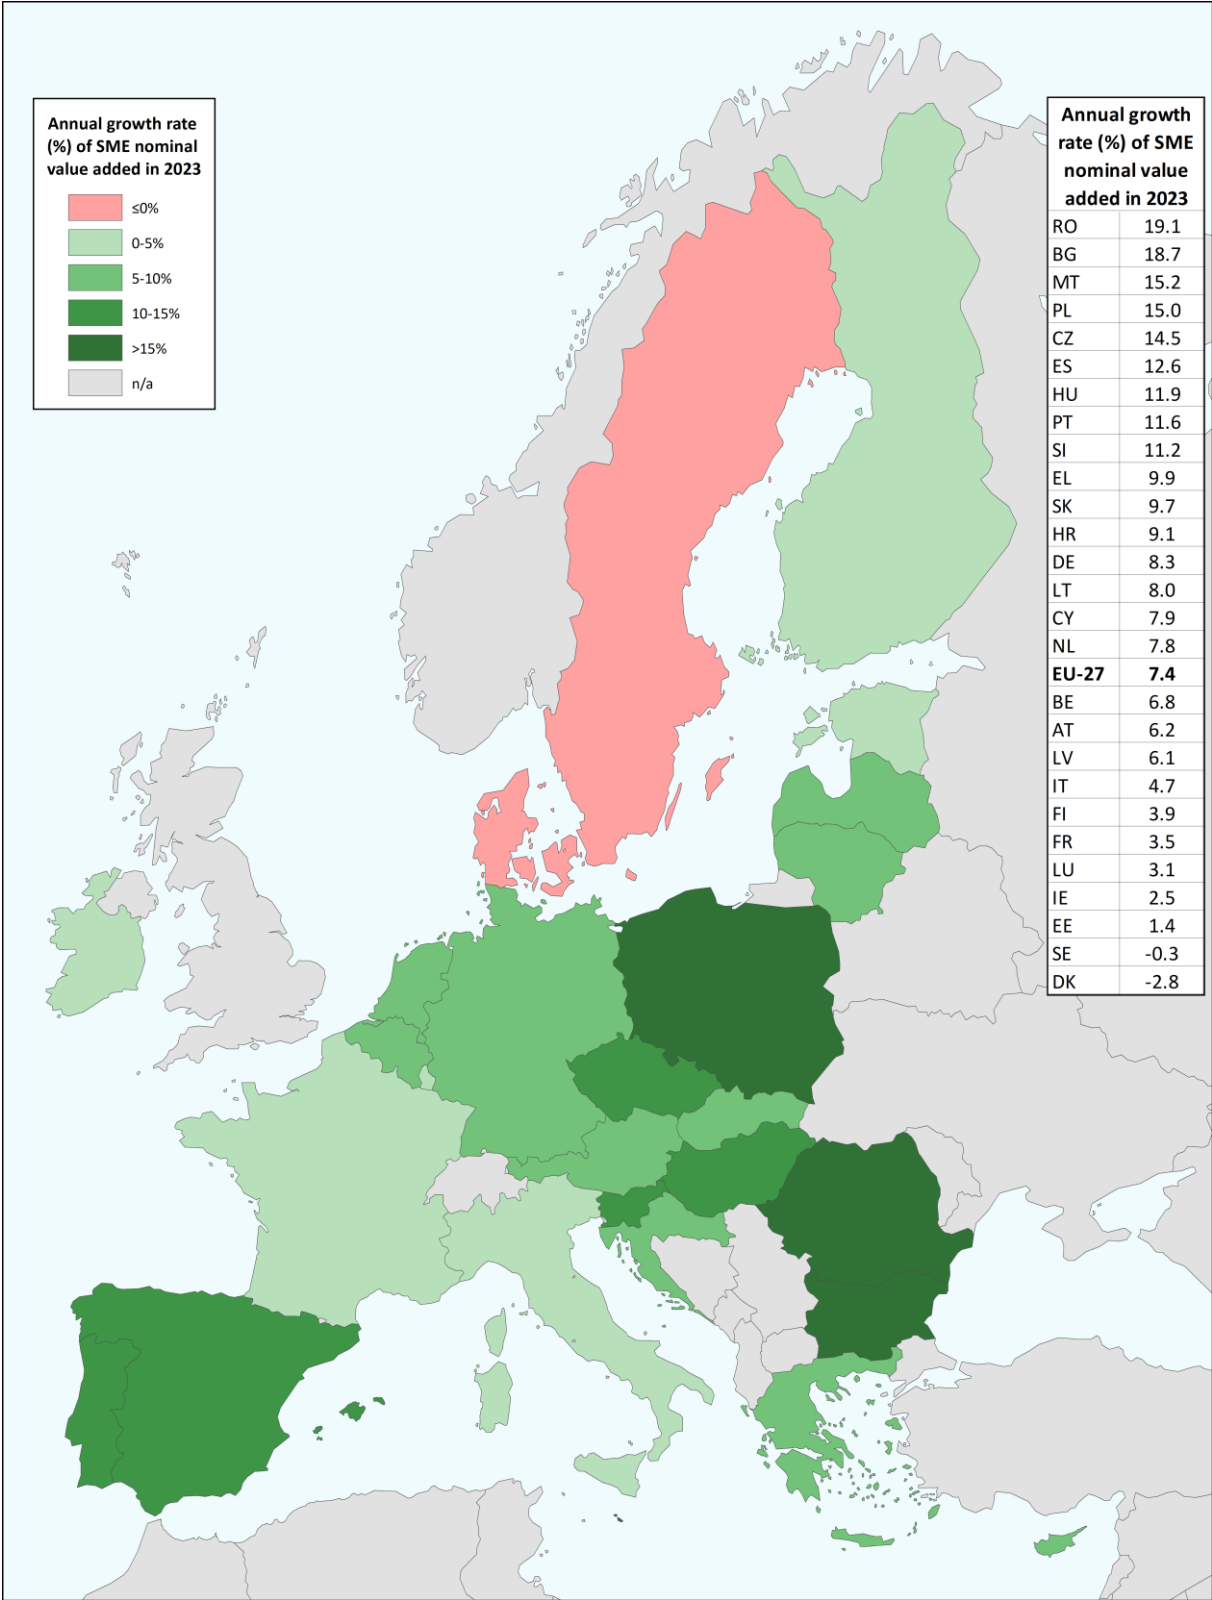 Annual growth rate
(%) of SME nominal
value added in 2023
≤0%
0-5%
5-10%
10-15%
>15%
n/a
Annual growth
rate (%) of SME
nominal value
added in 2023
RO 19.1
BG 18.7
MT 15.2
PL 15.0
CZ 14.5
ES 12.6
HU 11.9
PT 11.6
SI 11.2
EL 9.9
SK 9.7
HR 9.1
DE 8.3
LT 8.0
CY 7.9
NL 7.8
EU-27 7.4
BE 6.8
AT 6.2
LV 6.1
IT 4.7
FI 3.9
FR 3.5
LU 3.1
IE 2.5
EE 1.4
SE -0.3
DK -2.8